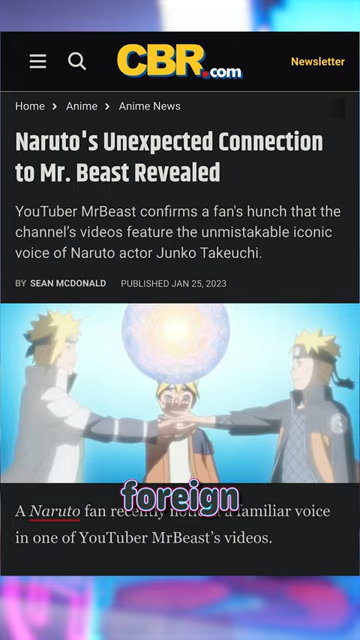 CBR.com
Newsletter
Home > Anime > Anime News
Naruto's Unexpected Connection
to Mr. Beast Revealed
YouTuber MrBeast confirms a fan's hunch that the
channel's videos feature the unmistakable iconic
voice of Naruto actor Junko Takeuchi.
BY SEAN MCDONALD PUBLISHED JAN 25, 2023
foreign
A Naruto fan recently a familiar voice
in one of YouTuber MrBeast's videos.